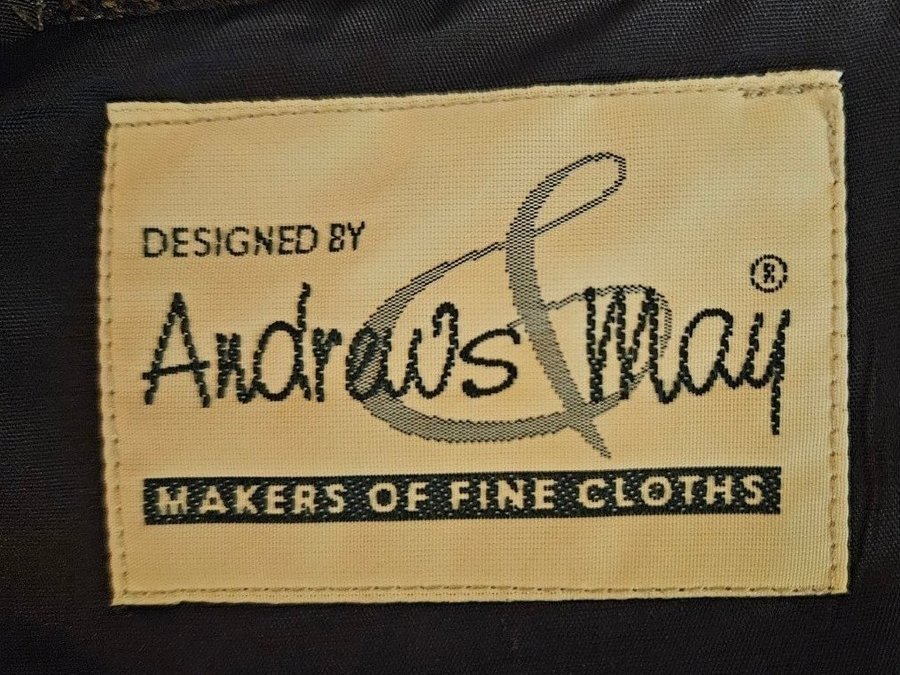 DESIGNED BY
Andrews & May ®
MAKERS OF FINE CLOTHS